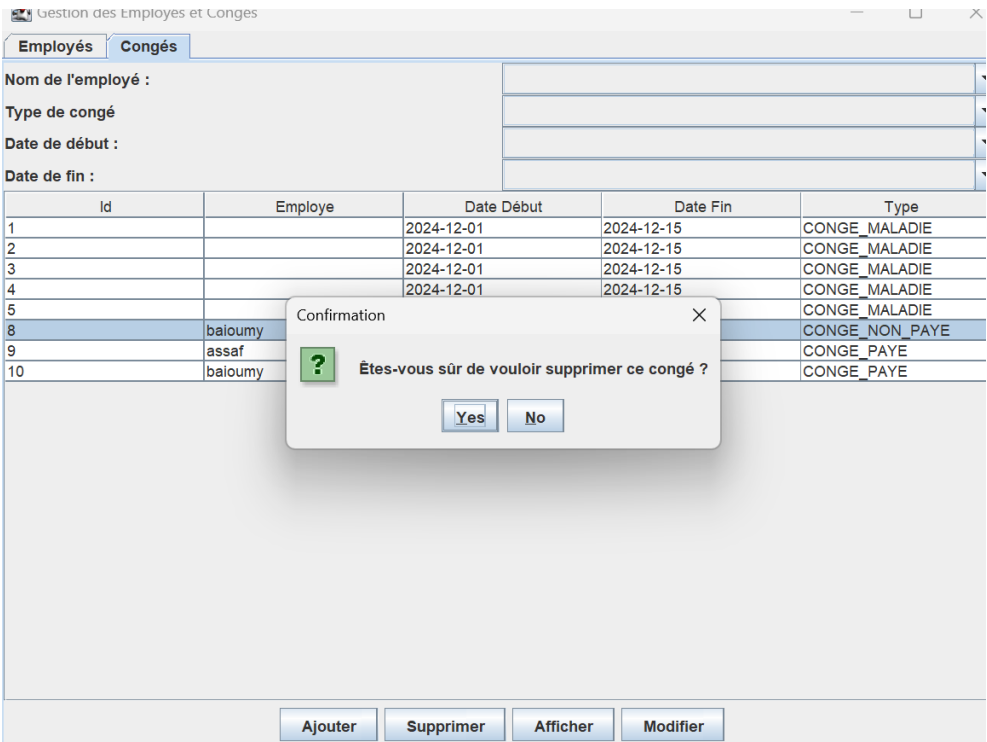 Gestion des Employés et Congés
Employés Congés
Nom de l'employé :
Type de congé
Date de début :
Date de fin :
Id Employe Date Début Date Fin Type
1 2024-12-01 2024-12-15 CONGE_MALADIE
2 2024-12-01 2024-12-15 CONGE_MALADIE
3 2024-12-01 2024-12-15 CONGE_MALADIE
4 2024-12-01 2024-12-15 CONGE_MALADIE
5 CONGE_MALADIE
8 baioumy CONGE_NON_PAYE
9 assaf CONGE_PAYE
10 baioumy CONGE_PAYE
Confirmation
? Êtes-vous sûr de vouloir supprimer ce congé ?
Yes No
Ajouter Supprimer Afficher Modifier